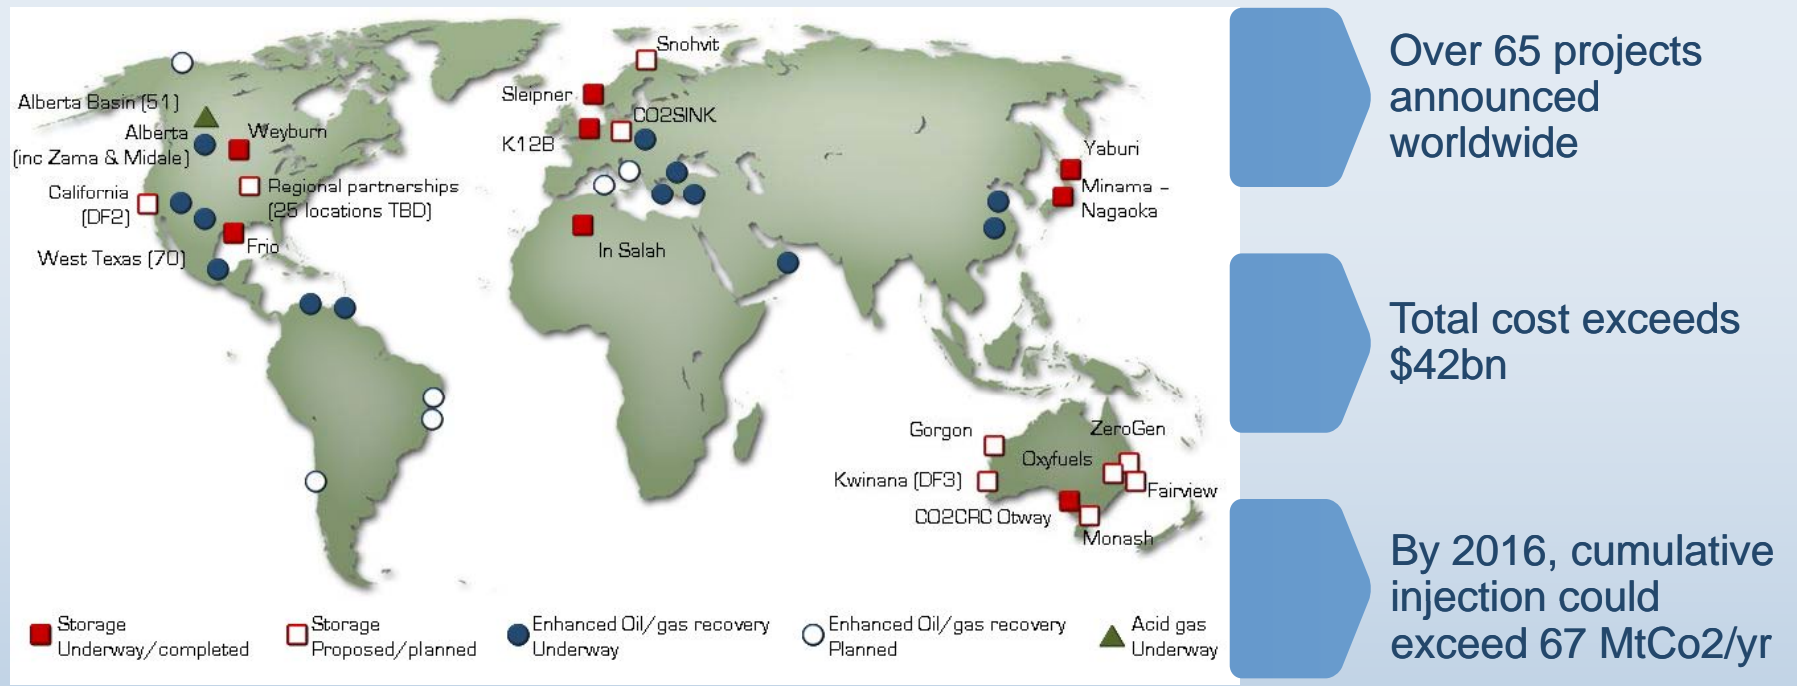 Snohvit
Sleipner
CO2SINK
K12B
Alberta Basin (51)
Alberta
(inc Zama & Midale)
Weyburn
California
(DF2)
Regional partnerships
(25 locations TBD)
Frio
West Texas (70)
In Salah
Yaburi
Minama –
Nagaoka
Gorgon
ZeroGen
Oxyfuels
Kwinana (DF3)
Fairview
CO2CRC Otway
Monash
Storage
Underway/completed
Storage
Proposed/planned
Enhanced Oil/gas recovery
Underway
Enhanced Oil/gas recovery
Planned
Acid gas
Underway
Over 65 projects
announced
worldwide
Total cost exceeds
$42bn
By 2016, cumulative
injection could
exceed 67 MtCo2/yr